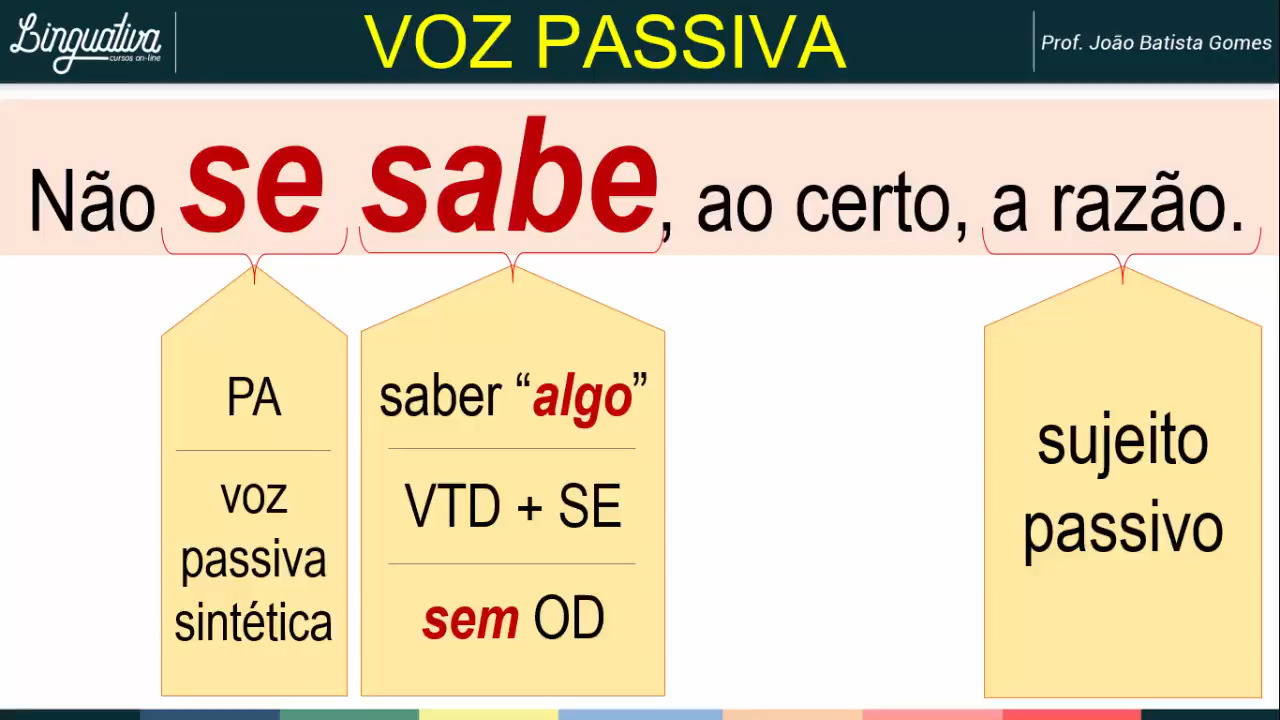 Linguativa
cursos on-line
VOZ PASSIVA
Prof. João Batista Gomes
Não se sabe, ao certo, a razão.
PA
voz
passiva
sintética
saber “algo”
VTD + SE
sem OD
sujeito
passivo